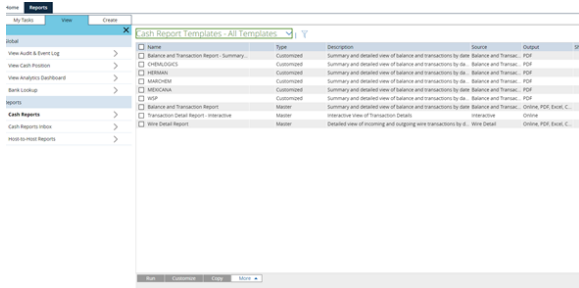 Home Reports
My Tasks View Create
Global
View Audit & Event Log
View Cash Position
View Analytics Dashboard
Bank Lookup
Reports
Cash Reports
Cash Reports Inbox
Host-to-Host Reports
Cash Report Templates - All Templates
Name Type Description Source Output
Balance and Transaction Report - Summary... Customized Summary and detailed view of balance and transactions by date Balance and Transac... PDF
CHEMLOGICS Customized Summary and detailed view of balance and transactions by da... Balance and Transac... PDF
HERMAN Customized Summary and detailed view of balance and transactions by da... Balance and Transac... PDF
MARCHEM Customized Summary and detailed view of balance and transactions by da... Balance and Transac... PDF
MEXICANA Customized Summary and detailed view of balance and transactions by da... Balance and Transac... PDF
WSP Customized Summary and detailed view of balance and transactions by da... Balance and Transac... PDF
Balance and Transaction Report Master Summary and detailed view of balance and transactions by date Balance and Transac... Online, PDF, Excel, C...
Transaction Detail Report - Interactive Master Interactive View of Transaction Details Interactive Online
Wire Detail Report Master Detailed view of incoming and outgoing wire transactions by d... Wire Detail Online, PDF, Excel, C...
Run Customize Copy More